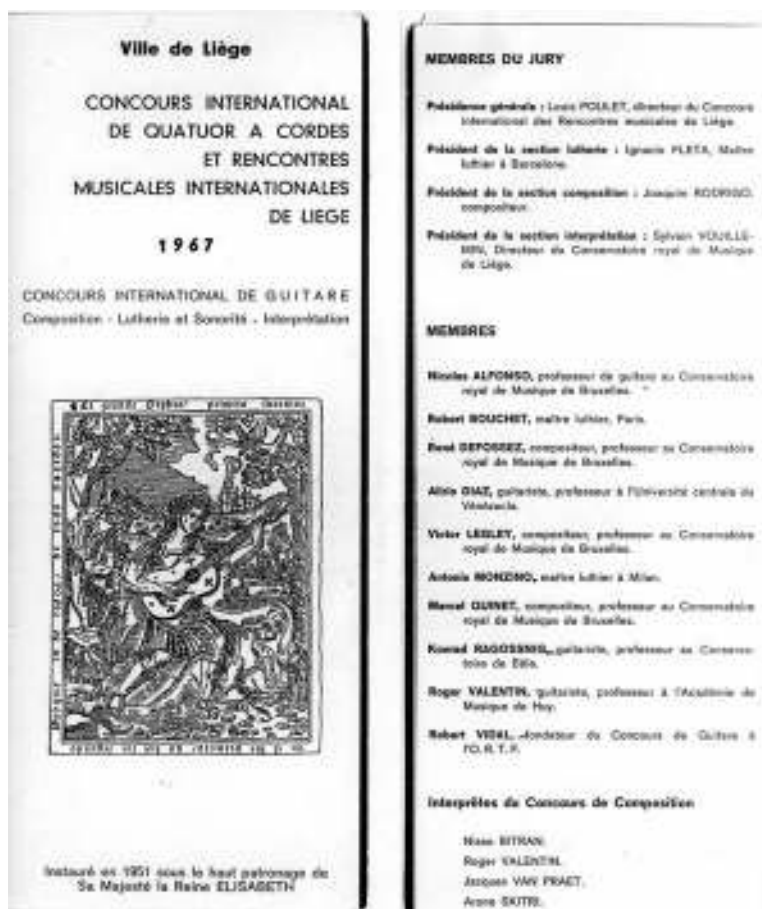 Ville de Liège
CONCOURS INTERNATIONAL
DE QUATUOR A CORDES
ET RENCONTRES
MUSICALES INTERNATIONALES
DE LIEGE
1967
CONCOURS INTERNATIONAL DE GUITARE
Composition - Lutherie et Sonorité - Interprétation
Instauré en 1951 sous le haut patronage de
Sa Majesté la Reine ELISABETH
MEMBRES DU JURY
Présidence générale : Louis POULET, directeur du Concours
International des Rencontres musicales de Liège.
Président de la section lutherie : Ignacio FLETA, Maître
luthier à Barcelone.
Président de la section composition : Joaquin RODRIGO,
compositeur.
Président de la section interprétation : Sylvain VOUILLE-
MIN, Directeur du Conservatoire royal de Musique
de Liège.
MEMBRES
Nicolas ALFONSO, professeur de guitare au Conservatoire
royal de Musique de Bruxelles.
Robert BOUCHET, maître luthier, Paris.
René DEFOSSEZ, compositeur, professeur au Conservatoire
royal de Musique de Bruxelles.
Alirio DIAZ, guitariste, professeur à l'Université centrale du
Vénézuela.
Victor LEGLEY, compositeur, professeur au Conservatoire
royal de Musique de Bruxelles.
Antonio MONZINO, maître luthier à Milan.
Marcel QUINET, compositeur, professeur au Conservatoire
royal de Musique de Bruxelles.
Konrad RAGOSSNIG, guitariste, professeur au Conserva-
toire de Bâle.
Roger VALENTIN, guitariste, professeur à l'Académie de
Musique de Huy.
Robert VIDAL, fondateur du Concours de Guitare à
l'O.R.T.F.
Interprètes du Concours de Composition
BITRAN.
Roger VALENTIN.
Jacques VAN PRAET.